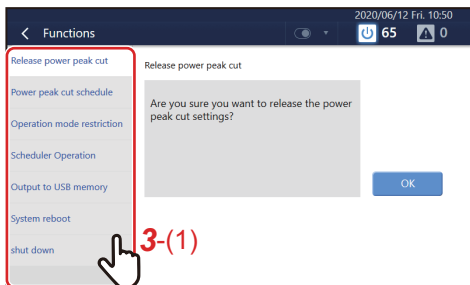 2020/06/12 Fri. 10:50
Functions
65
0
Release power peak cut
Power peak cut schedule
Operation mode restriction
Scheduler Operation
Output to USB memory
System reboot
shut down
Release power peak cut
Are you sure you want to release the power
peak cut settings?
OK
3-(1)